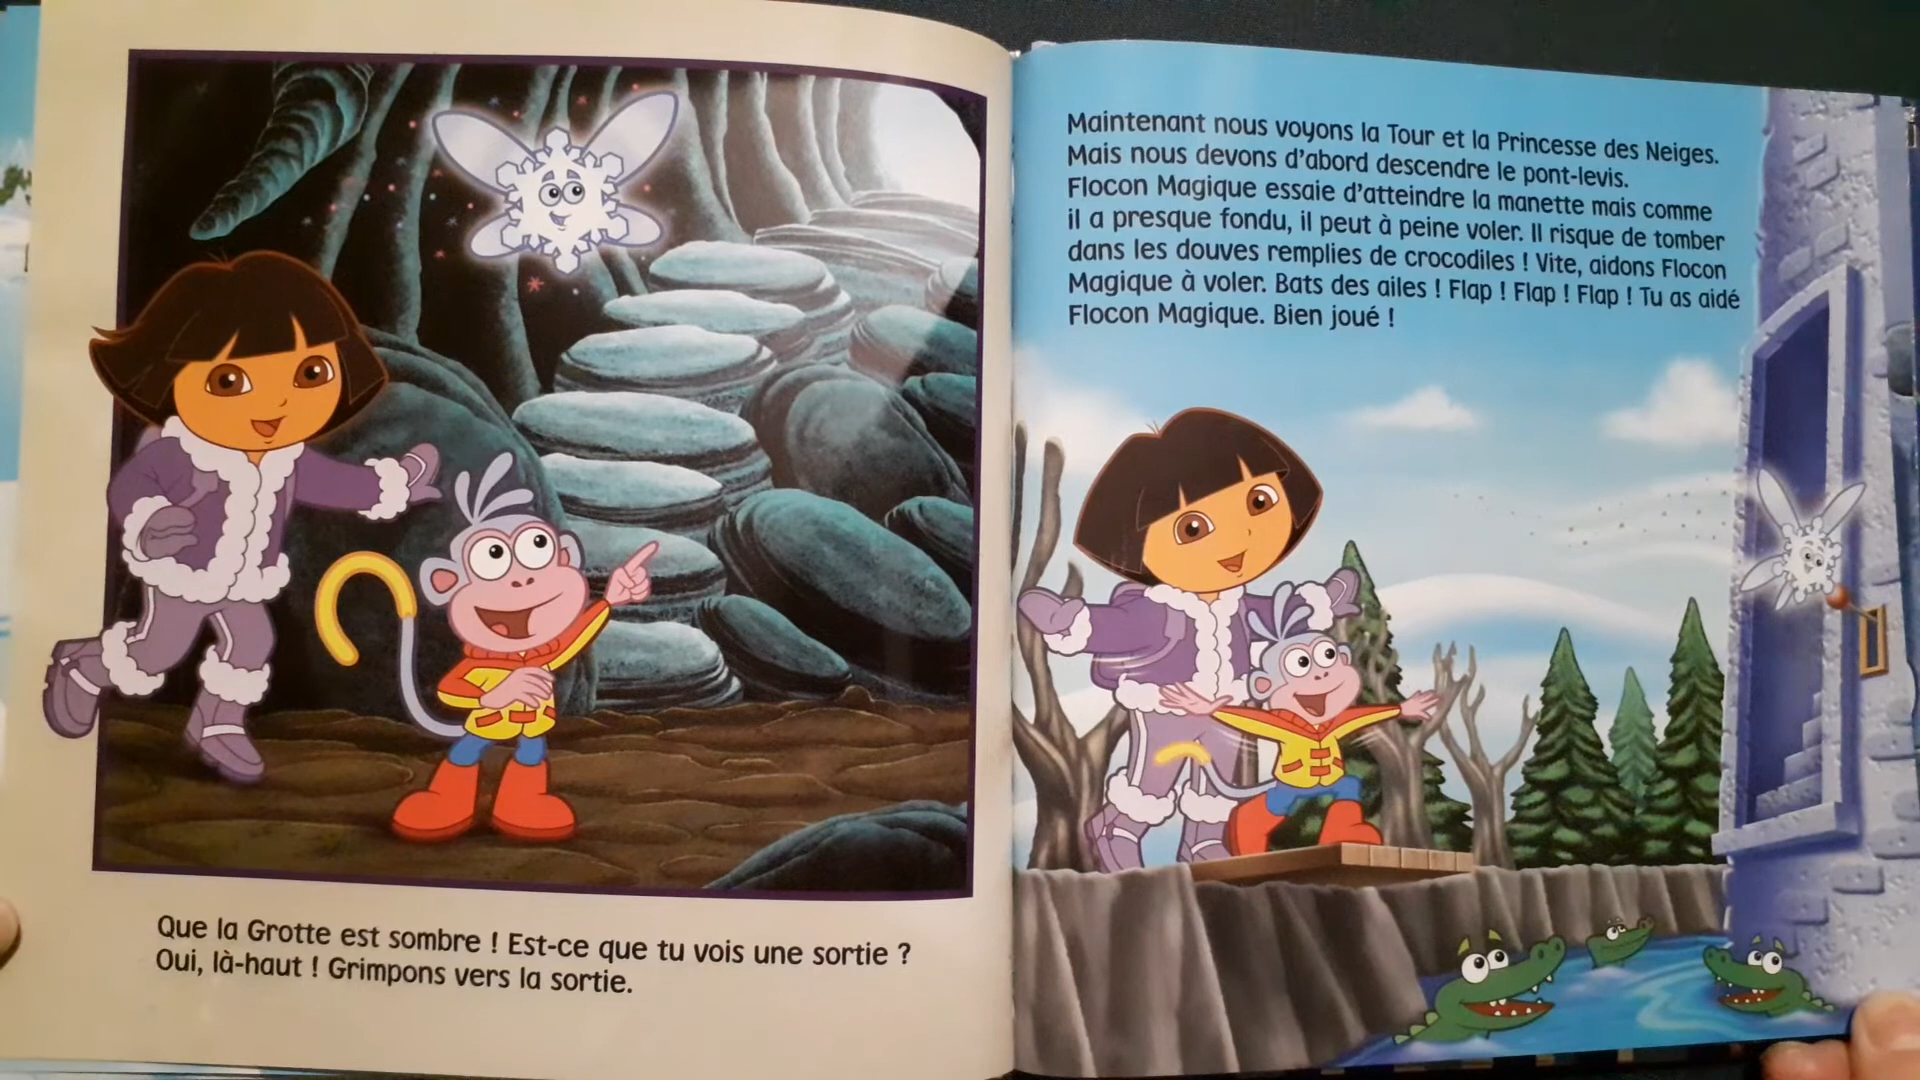 Que la Grotte est sombre ! Est-ce que tu vois une sortie ?
Oui, là-haut ! Grimpons vers la sortie.
Maintenant nous voyons la Tour et la Princesse des Neiges.
Mais nous devons d'abord descendre le pont-levis.
Flocon Magique essaie d'atteindre la manette mais comme
il a presque fondu, il peut à peine voler. Il risque de tomber
dans les douves remplies de crocodiles ! Vite, aidons Flocon
Magique à voler. Bats des ailes ! Flap ! Flap ! Flap ! Tu as aidé
Flocon Magique. Bien joué !